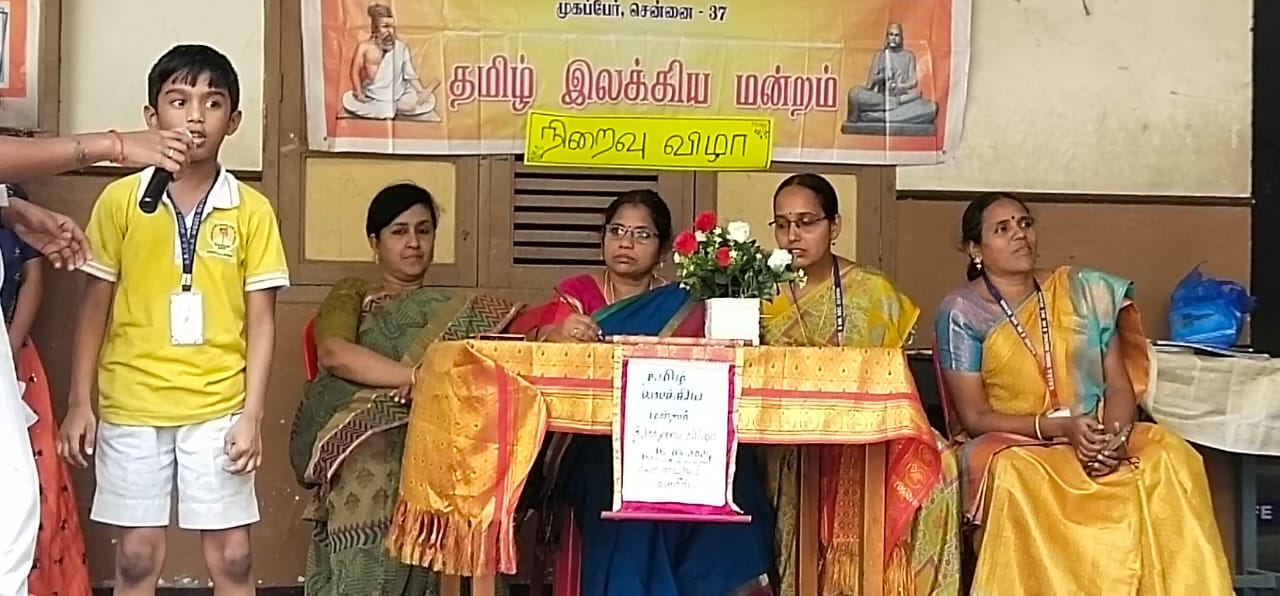 முகப்பேர், சென்னை - 37
தமிழ் இலக்கிய மன்றம்
நிறைவு விழா
தமிழ்
இலக்கிய
மன்றம்
நிறைவு விழா